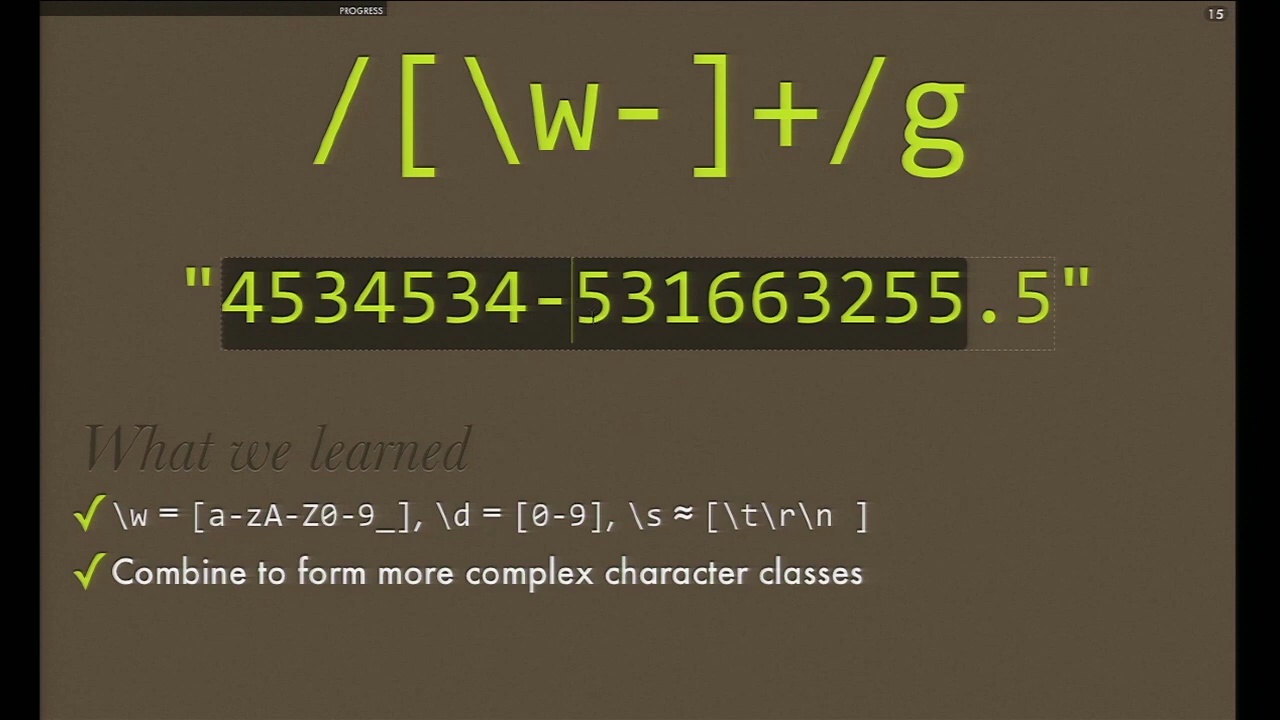 PROGRESS
15
/[\w-]+/g
"4534534-531663255.5"
What we learned
✓ \w = [a-zA-Z0-9_], \d = [0-9], \s ≈ [\t\r\n ]
✓ Combine to form more complex character classes